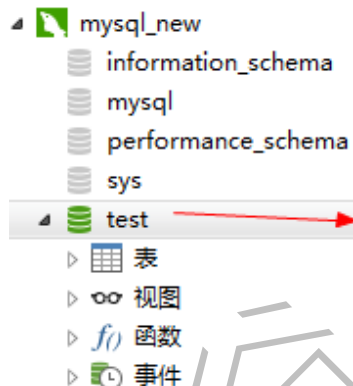 mysql_new
information_schema
mysql
performance_schema
sys
test
表
视图
f() 函数
事件